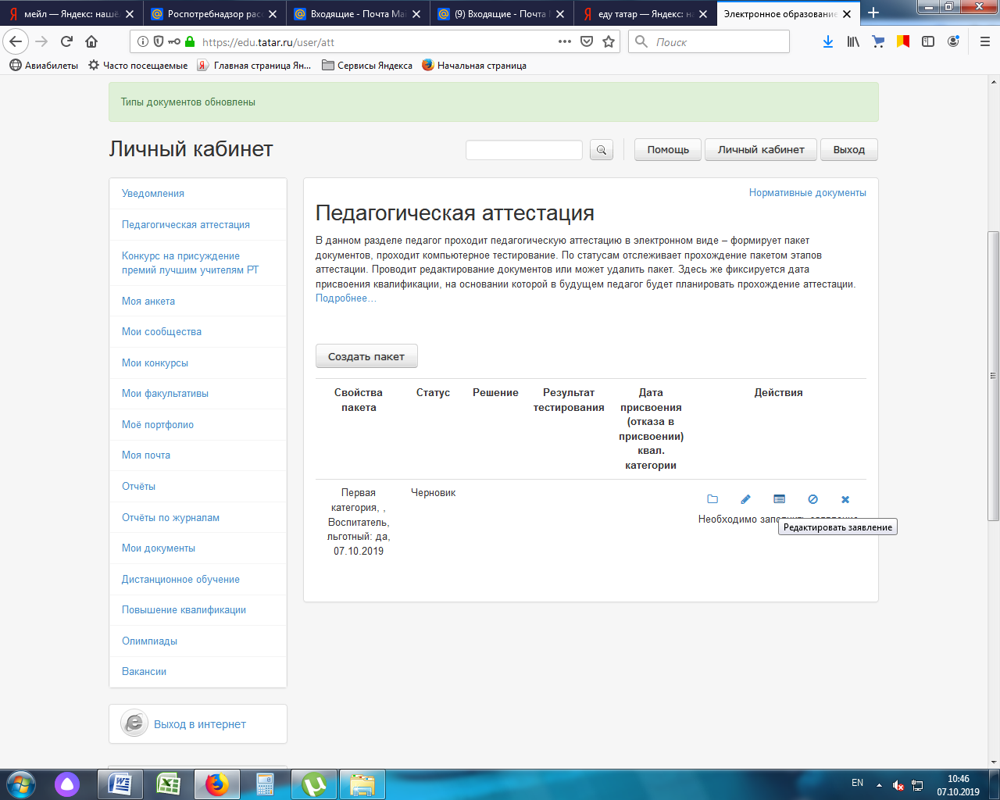 мейл — Яндекс: нашё
Роспотребнадзор расс
Входящие - Почта Mai
(9) Входящие - Почта
еду татар — Яндекс: на
Электронное образование
https://edu.tatar.ru/user/att
Поиск
Авиабилеты
Часто посещаемые
Главная страница Ян...
Сервисы Яндекса
Начальная страница
Типы документов обновлены
Личный кабинет
Помощь
Личный кабинет
Выход
Уведомления
Педагогическая аттестация
Конкурс на присуждение
премий лучшим учителям РТ
Моя анкета
Мои сообщества
Мои конкурсы
Мои факультативы
Моё портфолио
Моя почта
Отчёты
Отчёты по журналам
Мои документы
Дистанционное обучение
Повышение квалификации
Олимпиады
Вакансии
Выход в интернет
Нормативные документы
Педагогическая аттестация
В данном разделе педагог проходит педагогическую аттестацию в электронном виде – формирует пакет
документов, проходит компьютерное тестирование. По статусам отслеживает прохождение пакетом этапов
аттестации. Проводит редактирование документов или может удалить пакет. Здесь же фиксируется дата
присвоения квалификации, на основании которой в будущем педагог будет планировать прохождение аттестации.
Подробнее...
Создать пакет
Свойства
пакета
Статус
Решение
Результат
тестирования
Дата
присвоения
(отказа в
присвоении)
квал.
категории
Действия
Первая
категория, ,
Воспитатель,
льготный: да,
07.10.2019
Черновик
Необходимо
Редактировать заявление
EN
10:46
07.10.2019